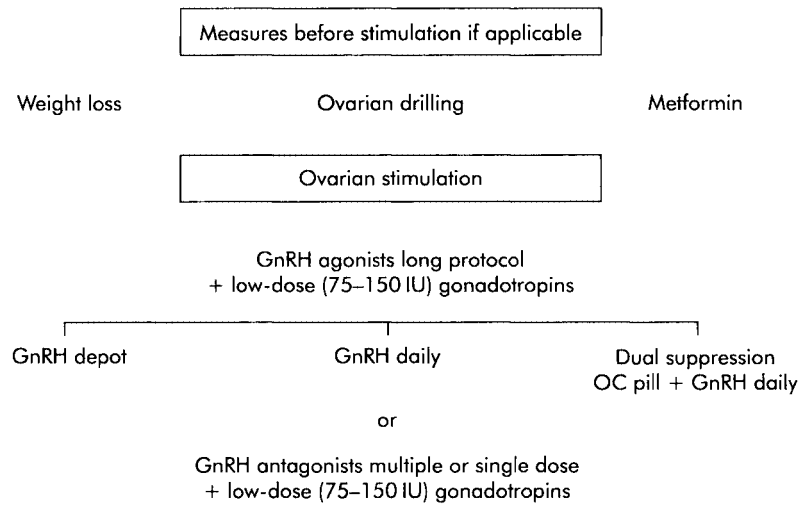 Measures before stimulation if applicable
Weight loss
Ovarian drilling
Metformin
Ovarian stimulation
GnRH agonists long protocol
+ low-dose (75–150 IU) gonadotropins
GnRH depot
GnRH daily
Dual suppression
OC pill + GnRH daily
or
GnRH antagonists multiple or single dose
+ low-dose (75–150 IU) gonadotropins